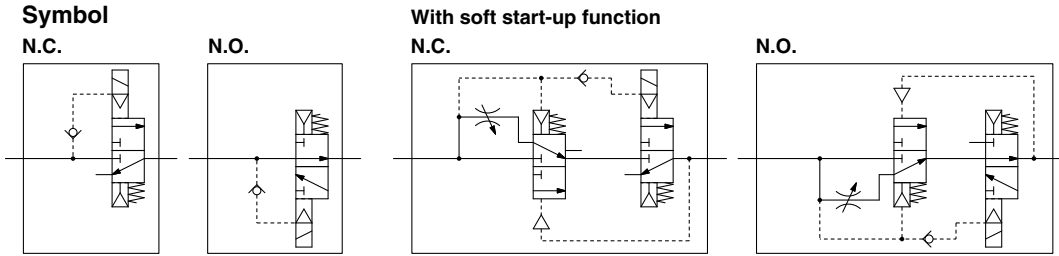 Symbol
With soft start-up function
N.C.
N.O.
N.C.
N.O.